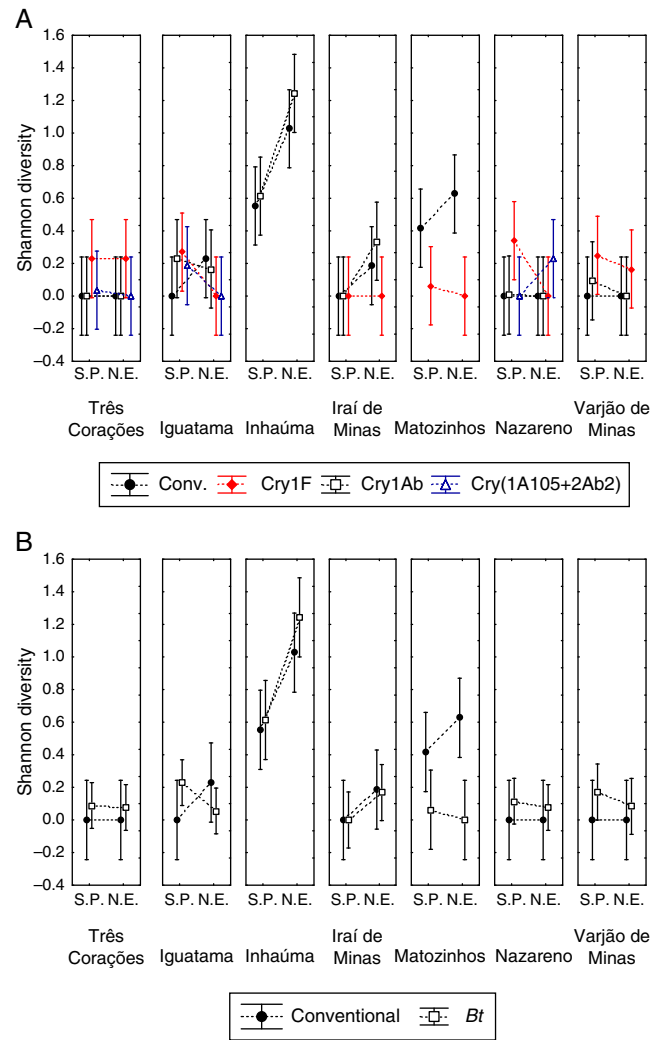 A
Shannon diversity
1.6
1.4
1.2
1.0
0.8
0.6
0.4
0.2
0.0
–0.2
–0.4
S.P. N.E. S.P. N.E. S.P. N.E. S.P. N.E. S.P. N.E. S.P. N.E. S.P. N.E.
Três Corações Iguatama Inhaúma Iraí de Minas Matozinhos Nazareno Varjão de Minas
Conv. Cry1F Cry1Ab Cry(1A105+2Ab2)
B
Shannon diversity
1.6
1.4
1.2
1.0
0.8
0.6
0.4
0.2
0.0
–0.2
–0.4
S.P. N.E. S.P. N.E. S.P. N.E. S.P. N.E. S.P. N.E. S.P. N.E. S.P. N.E.
Três Corações Iguatama Inhaúma Iraí de Minas Matozinhos Nazareno Varjão de Minas
Conventional Bt